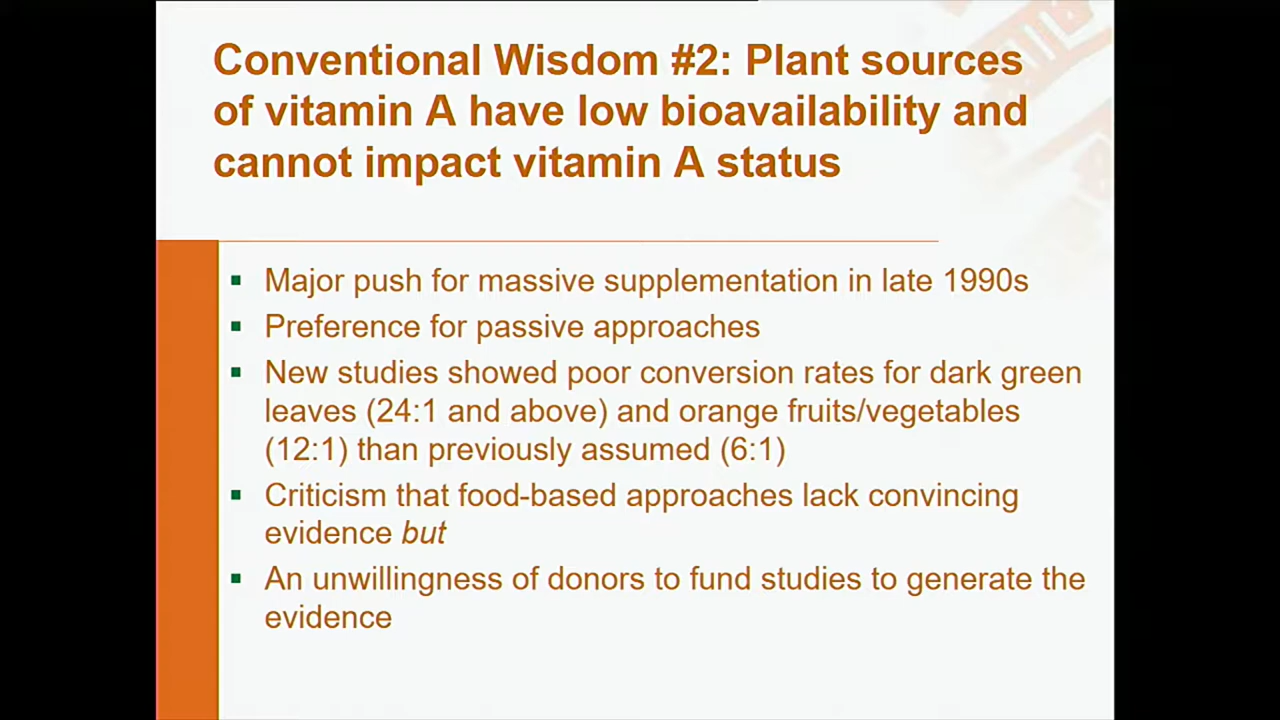 Conventional Wisdom #2: Plant sources
of vitamin A have low bioavailability and
cannot impact vitamin A status
▪ Major push for massive supplementation in late 1990s
▪ Preference for passive approaches
▪ New studies showed poor conversion rates for dark green
leaves (24:1 and above) and orange fruits/vegetables
(12:1) than previously assumed (6:1)
▪ Criticism that food-based approaches lack convincing
evidence but
▪ An unwillingness of donors to fund studies to generate the
evidence